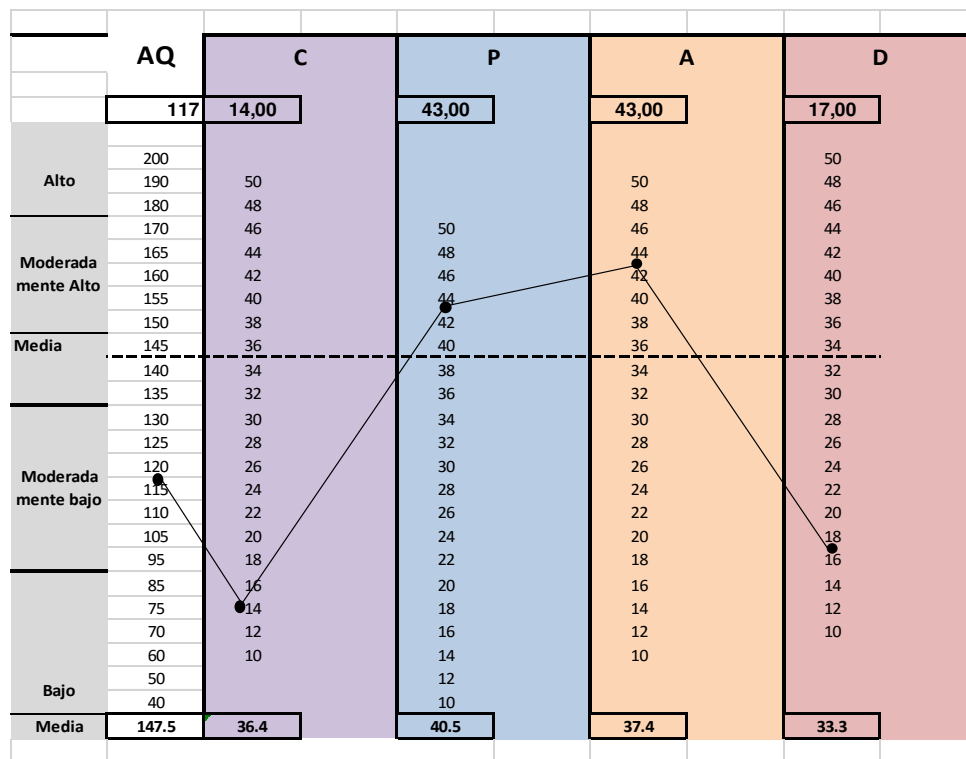 AQ C P A D
117 14,00 43,00 43,00 17,00
200 50
Alto 190 50 50 48
180 48 48 46
170 46 50 46 44
Moderada 165 44 48 44 42
mente Alto 160 42 46 42 40
155 40 44 40 38
150 38 42 38 36
Media 145 36 40 36 34
140 34 38 34 32
135 32 36 32 30
130 30 34 30 28
125 28 32 28 26
Moderada 120 26 30 26 24
mente bajo 115 24 28 24 22
110 22 26 22 20
105 20 24 20 18
95 18 22 18 16
85 16 20 16 14
75 14 18 14 12
70 12 16 12 10
60 10 14 10
Bajo 50 12
40 10
Media 147.5 36.4 40.5 37.4 33.3